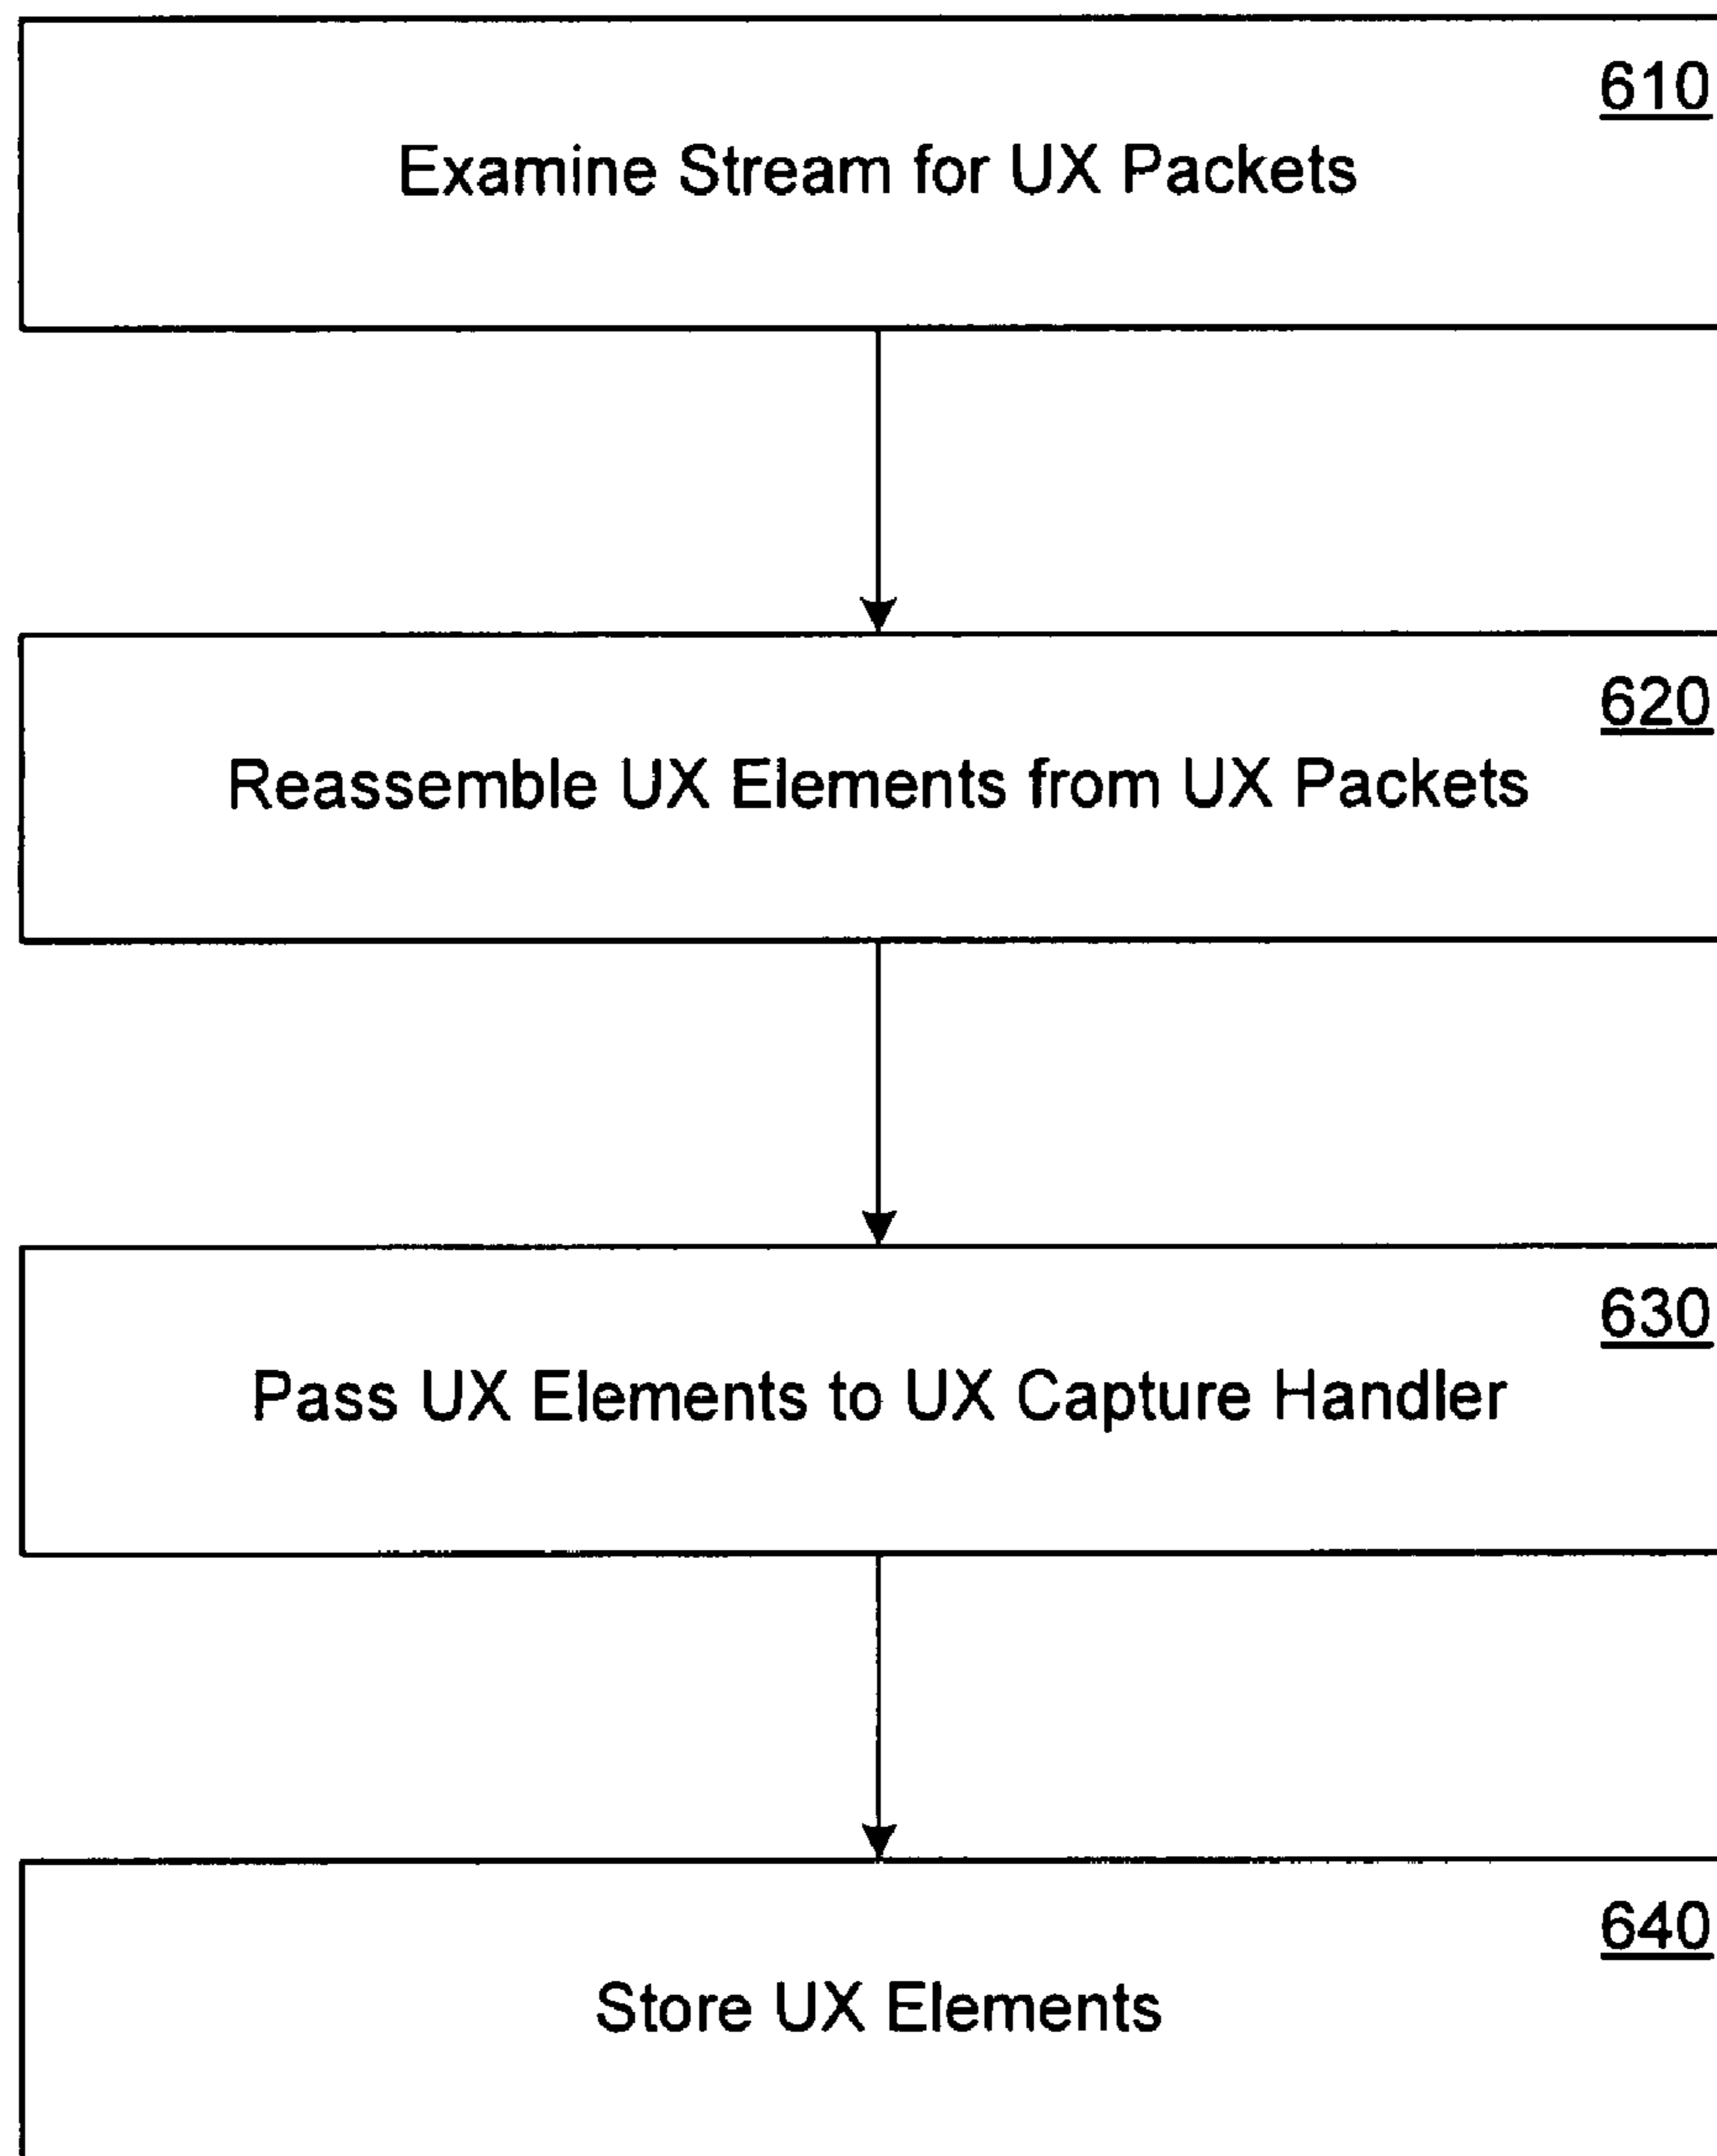 610
Examine Stream for UX Packets
620
Reassemble UX Elements from UX Packets
630
Pass UX Elements to UX Capture Handler
640
Store UX Elements